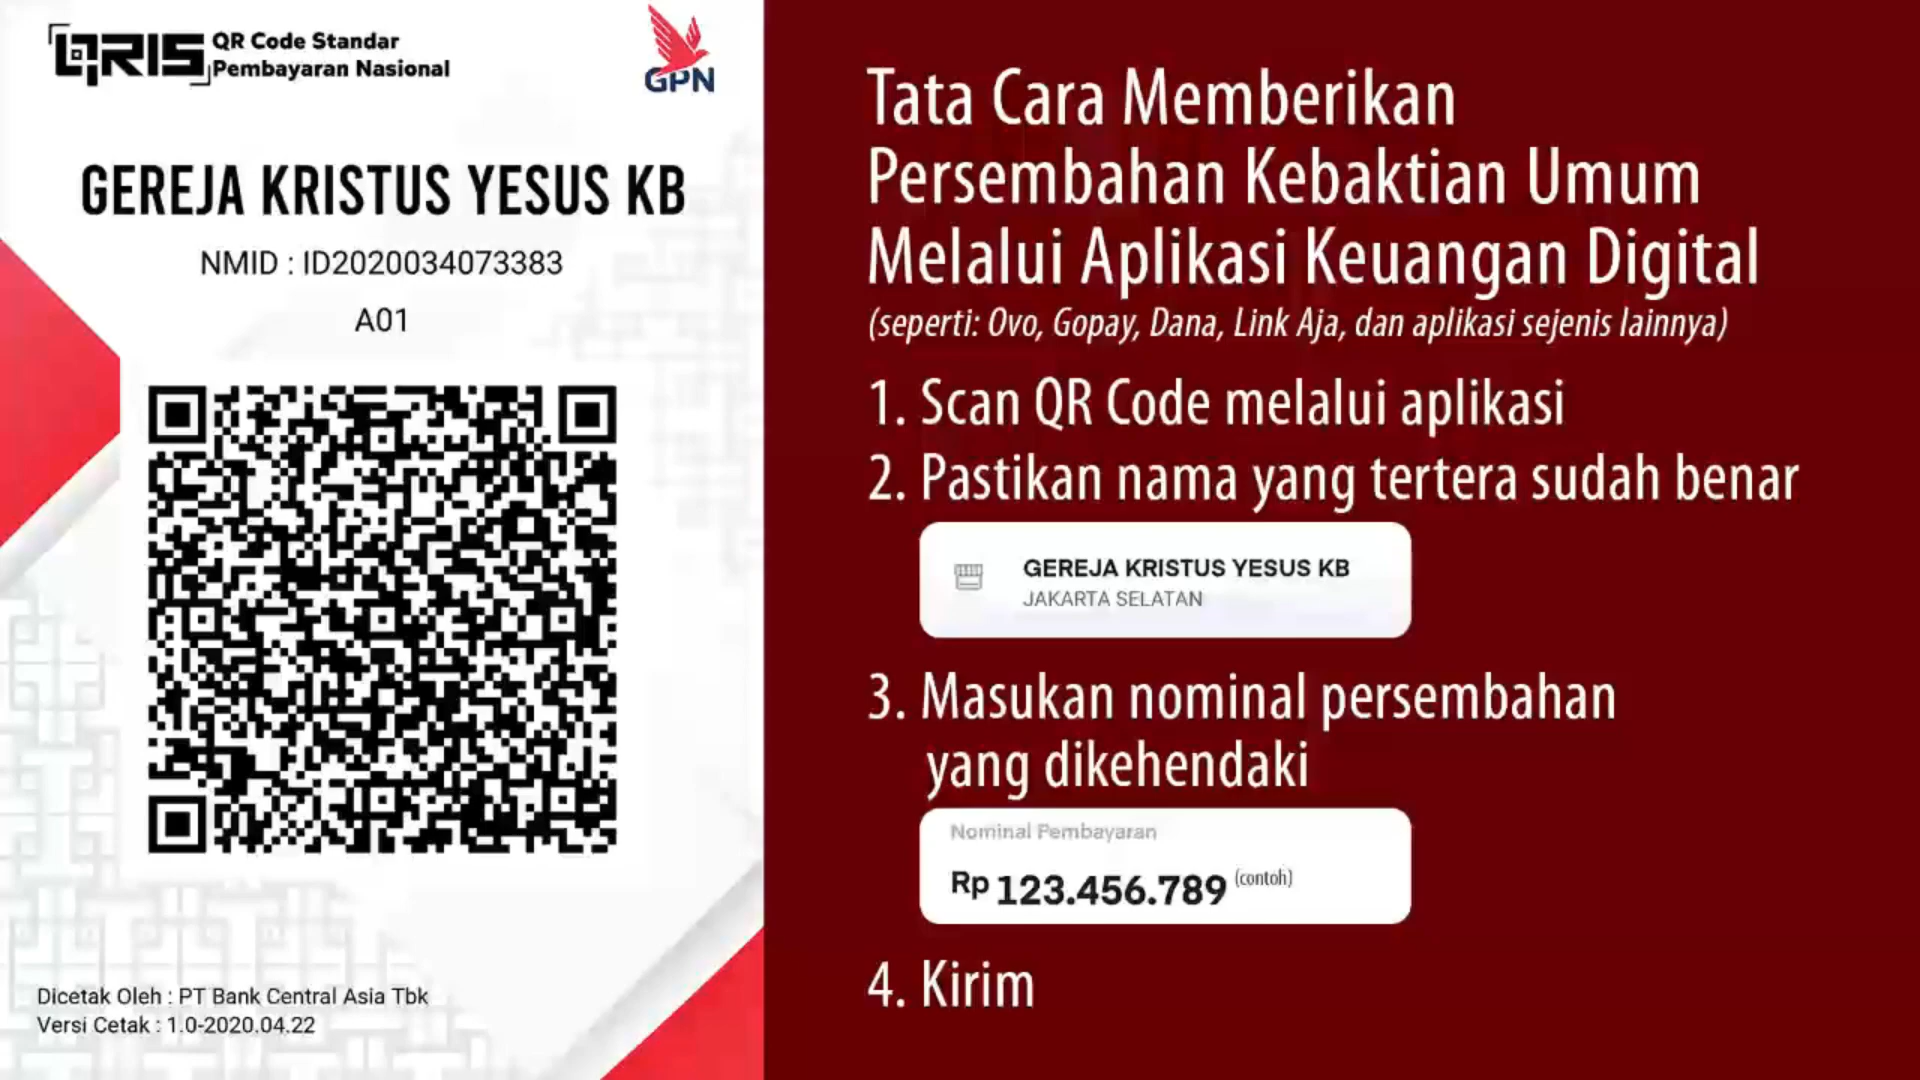 QRIS
QR Code Standar
Pembayaran Nasional
GPN
GEREJA KRISTUS YESUS KB
NMID : ID2020034073383
A01
Dicetak Oleh : PT Bank Central Asia Tbk
Versi Cetak : 1.0-2020.04.22
Tata Cara Memberikan
Persembahan Kebaktian Umum
Melalui Aplikasi Keuangan Digital
(seperti: Ovo, Gopay, Dana, Link Aja, dan aplikasi sejenis lainnya)
1. Scan QR Code melalui aplikasi
2. Pastikan nama yang tertera sudah benar
GEREJA KRISTUS YESUS KB
JAKARTA SELATAN
3. Masukan nominal persembahan
yang dikehendaki
Nominal Pembayaran
Rp 123.456.789 (contoh)
4. Kirim